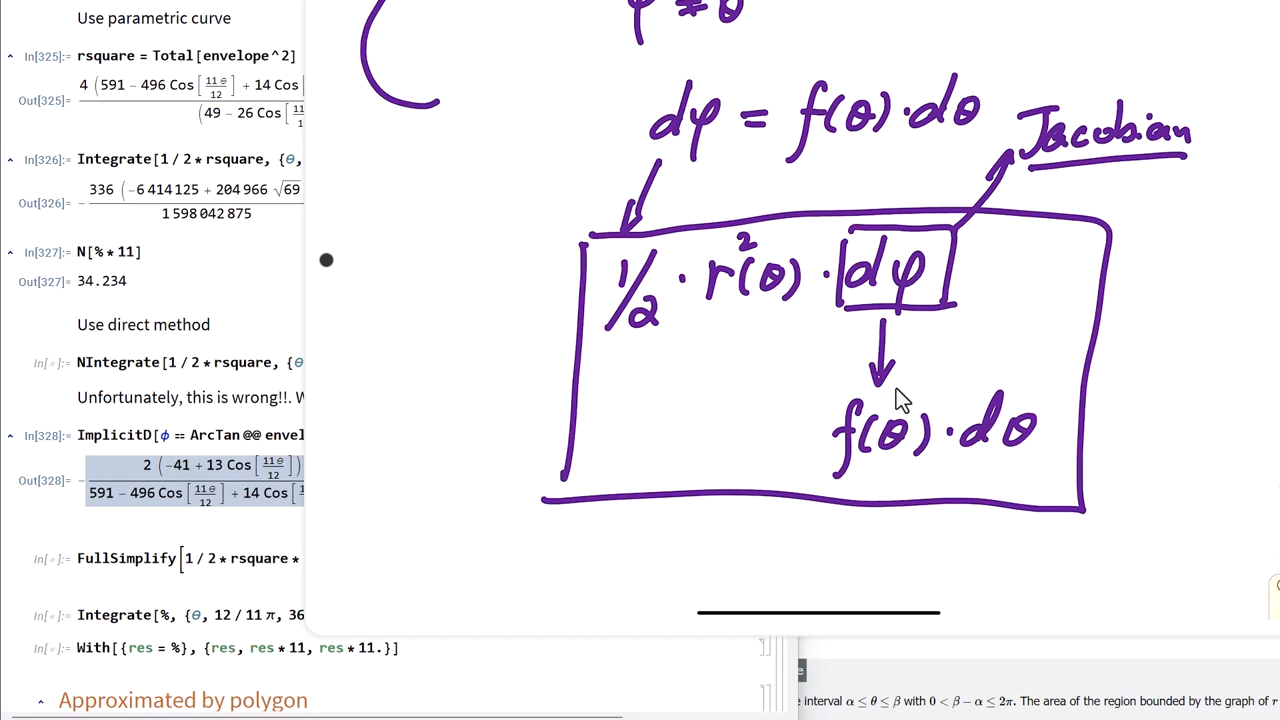 Use parametric curve
In[325]:= rsquare = Total[envelope^2]
4 (591 - 496 Cos[11 θ/12] + 14 Cos[
Out[325]=
(49 - 26 Cos[11
In[326]:= Integrate[1 / 2 * rsquare, {θ,
336 (-6 414 125 + 204 966 √69
Out[326]= -
1 598 042 875
In[327]:= N[% * 11]
Out[327]= 34.234
Use direct method
In[ ]:= NIntegrate[1 / 2 * rsquare, {θ
Unfortunately, this is wrong!!. W
In[328]:= ImplicitD[ϕ == ArcTan @@ envel
2 (-41 + 13 Cos[11 θ/12])
Out[328]= -
591 - 496 Cos[11 θ/12] + 14 Cos[
In[ ]:= FullSimplify[1 / 2 * rsquare *
In[ ]:= Integrate[%, {θ, 12 / 11 π, 36
In[ ]:= With[{res = %}, {res, res * 11, res * 11.}]
Approximated by polygon
φ ≠ θ
dφ = f(θ)·dθ
Jacobian
1/2 · r²(θ) · dφ
f(θ)·dθ
e interval α ≤ θ ≤ β with 0 < β − α ≤ 2π. The area of the region bounded by the graph of r